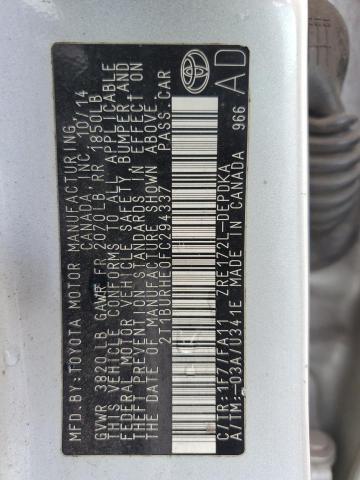 MFD.BY:TOYOTA MOTOR MANUFACTURING
CANADA, INC. 10/14
GVWR 3820LB GAWR FR 2010LB RR 1850LB
THIS VEHICLE CONFORMS TO ALL APPLICABLE
FEDERAL MOTOR VEHICLE SAFETY, BUMPER, AND
THEFT PREVENTION STANDARDS IN EFFECT ON
THE DATE OF MANUFACTURE SHOWN ABOVE.
2T1BURHE0FC294337 PASS.CAR
C/TR:1F7/FA11 ZRE172L-DEPDKA
A/TM:-03A/U341E MADE IN CANADA 966
AD